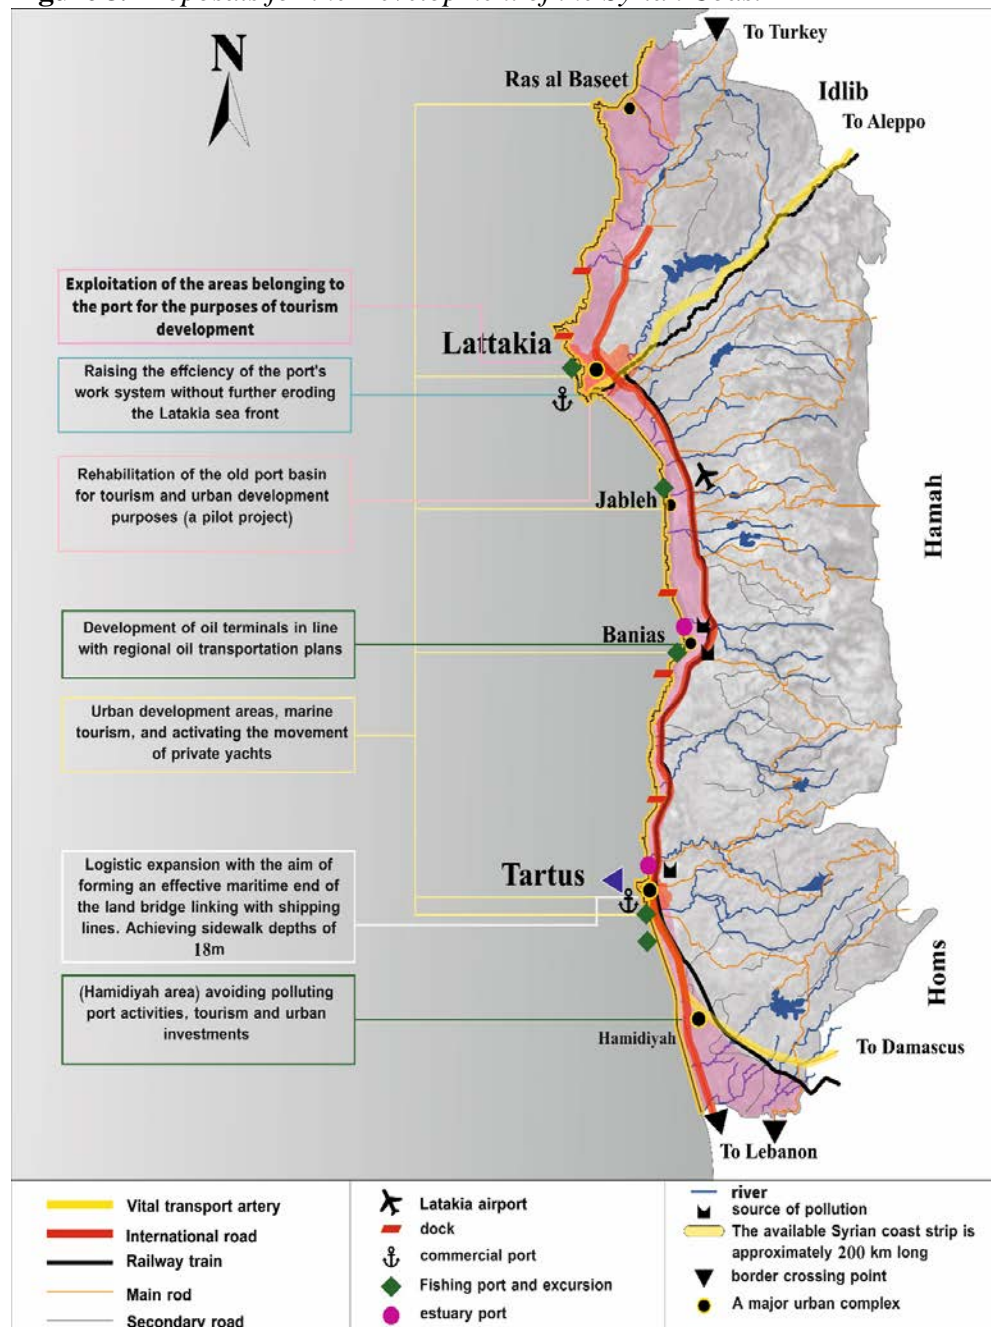 N
To Turkey
Ras al Baseet
Idlib
To Aleppo
Exploitation of the areas belonging to
the port for the purposes of tourism
development
Lattakia
Raising the effciency of the port's
work system without further eroding
the Latakia sea front
Rehabilitation of the old port basin
for tourism and urban development
purposes (a pilot project)
Jableh
Hamah
Development of oil terminals in line
with regional oil transportation plans
Banias
Urban development areas, marine
tourism, and activating the movement
of private yachts
Logistic expansion with the aim of
forming an effective maritime end of
the land bridge linking with shipping
lines. Achieving sidewalk depths of
18m
Tartus
Homs
(Hamidiyah area) avoiding polluting
port activities, tourism and urban
investments
Hamidiyah
To Damascus
To Lebanon
Vital transport artery
International road
Railway train
Main rod
Secondary road
Latakia airport
dock
commercial port
Fishing port and excursion
estuary port
river
source of pollution
The available Syrian coast strip is
approximately 200 km long
border crossing point
A major urban complex